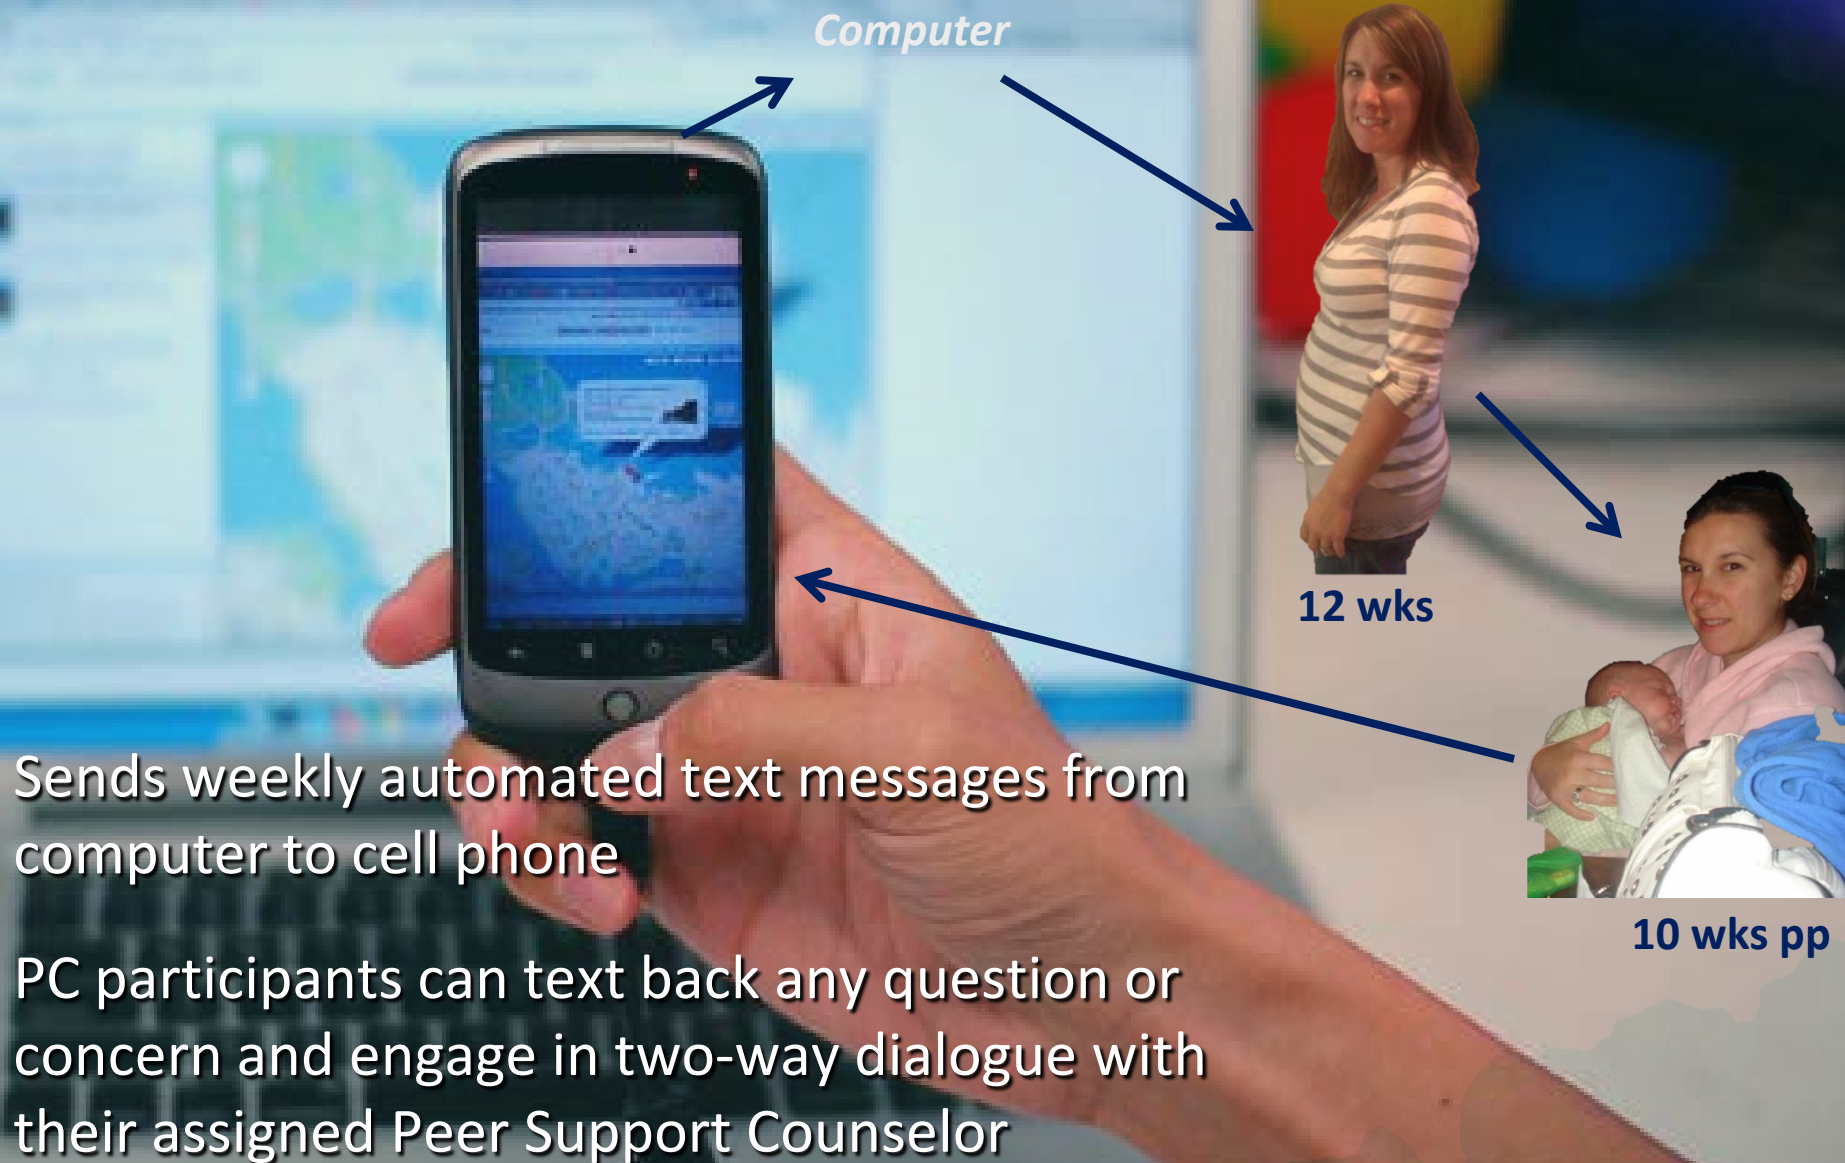 Computer
12 wks
10 wks pp
Sends weekly automated text messages from
computer to cell phone
PC participants can text back any question or
concern and engage in two-way dialogue with
their assigned Peer Support Counselor